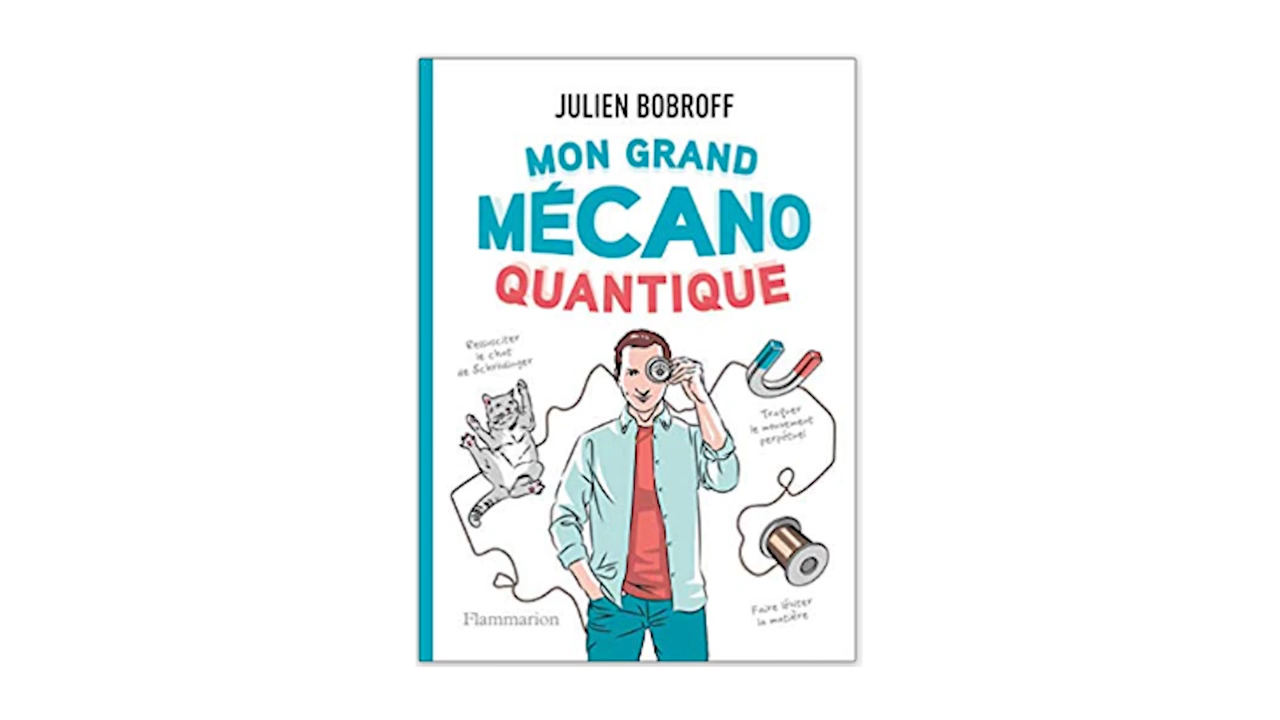 JULIEN BOBROFF
MON GRAND
MÉCANO
QUANTIQUE
Ressusciter
le chat
de Schrödinger
Traquer
le mouvement
perpétuel
Faire léviter
la matière
Flammarion